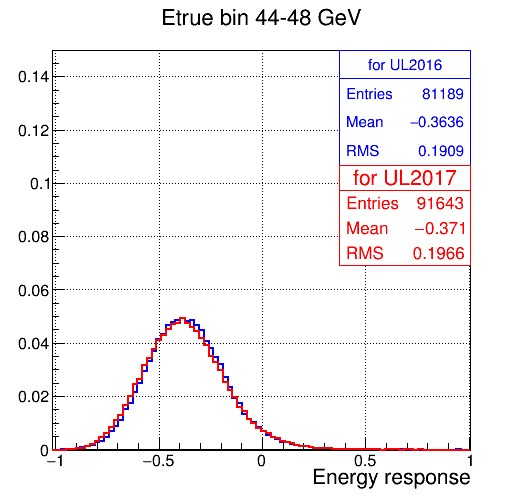 Etrue bin 44-48 GeV
for UL2016
Entries 81189
Mean −0.3636
RMS 0.1909
for UL2017
Entries 91643
Mean −0.371
RMS 0.1966
0.14
0.12
0.1
0.08
0.06
0.04
0.02
0
−1 −0.5 0 0.5 1
Energy response